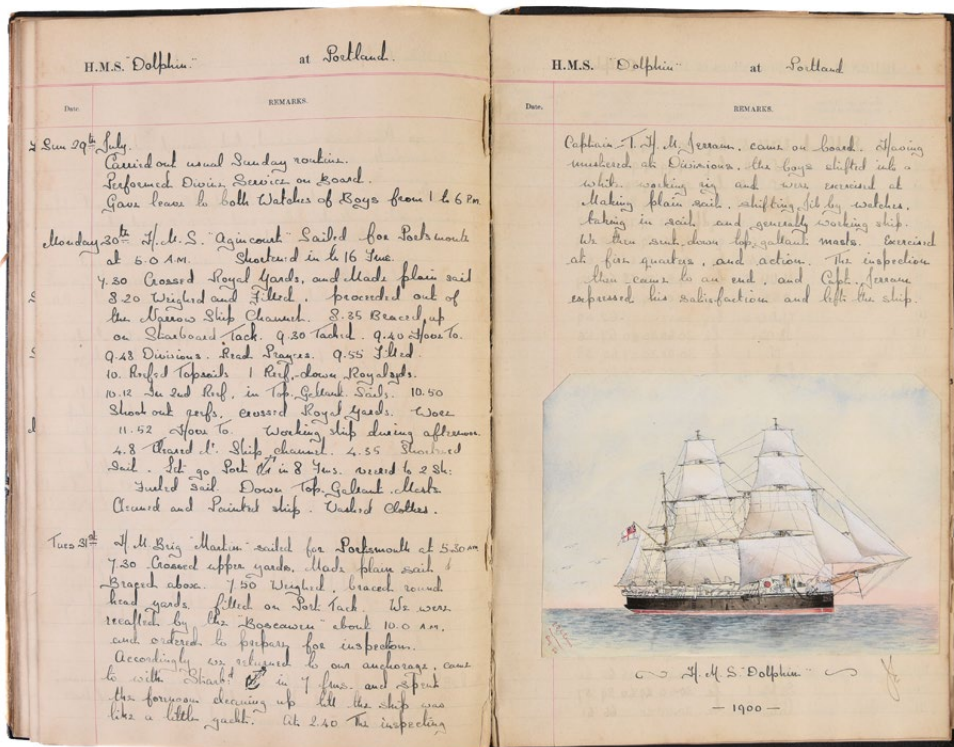 H.M.S. "Dolphin." at Portland.
Date. REMARKS.
Sun 29th July.
Carried out usual Sunday routine.
Performed Divine Service on Board.
Gave leave to both Watches of Boys from 1 to 6 P.M.
Monday 30th H.M.S. "Agincourt" Sailed for Portsmouth
at 5.0 A.M. Shortened in to 16 fms.
7.30 Crossed Royal Yards, and Made plain sail
8.20 Weighed and Filled, proceeded out of
the Narrow Ship Channel. 8.35 Braced up
on Starboard Tack. 9.30 Tacked. 9.40 Hove To.
9.48 Divisions. Read Prayers. 9.55 Filled.
10. Reefed Topsails 1 Reef, down Royal yds.
10.12 In 2nd Reef, in Top. Gallant Sails. 10.50
Shook out reefs, crossed Royal Yards. Wore
11.52 Hove To. Working ship during afternoon.
4.8 Cleared Ship channel. 4.35 Shortened
Sail. Let go Port in 8 fms. veered to 2 Sh:
Furled sail. Down Top. Gallant Masts
Cleaned and Painted ship. Washed Clothes.
Tues 31st H.M. Brig "Martin" sailed for Portsmouth at 5.30 AM
7.30 Crossed upper yards, Made plain sail
Braced above. 7.50 Weighed, braced round
head yards, filled on Port Tack. We were
recalled by the "Boscawen" about 10.0 A.M.
and ordered to prepare for inspection.
Accordingly we returned to our anchorage, came
to with Starbd in 7 fms. and spent
the forenoon cleaning up till the ship was
like a little yacht. At 2.40 The inspecting
H.M.S. "Dolphin" at Portland
Date. REMARKS.
Captain T. H. M. Jerram, came on board. Having
mustered at Divisions, the boys shifted into
white working rig and were exercised at
Making plain sail, shifting jib by watches,
taking in sail and generally working ship.
We then sent down top gallant masts. Exercised
at fire quarters, and action. The inspection
then came to an end, and Capt. Jerram
expressed his satisfaction and left the ship.
H.M.S "Dolphin"
— 1900 —